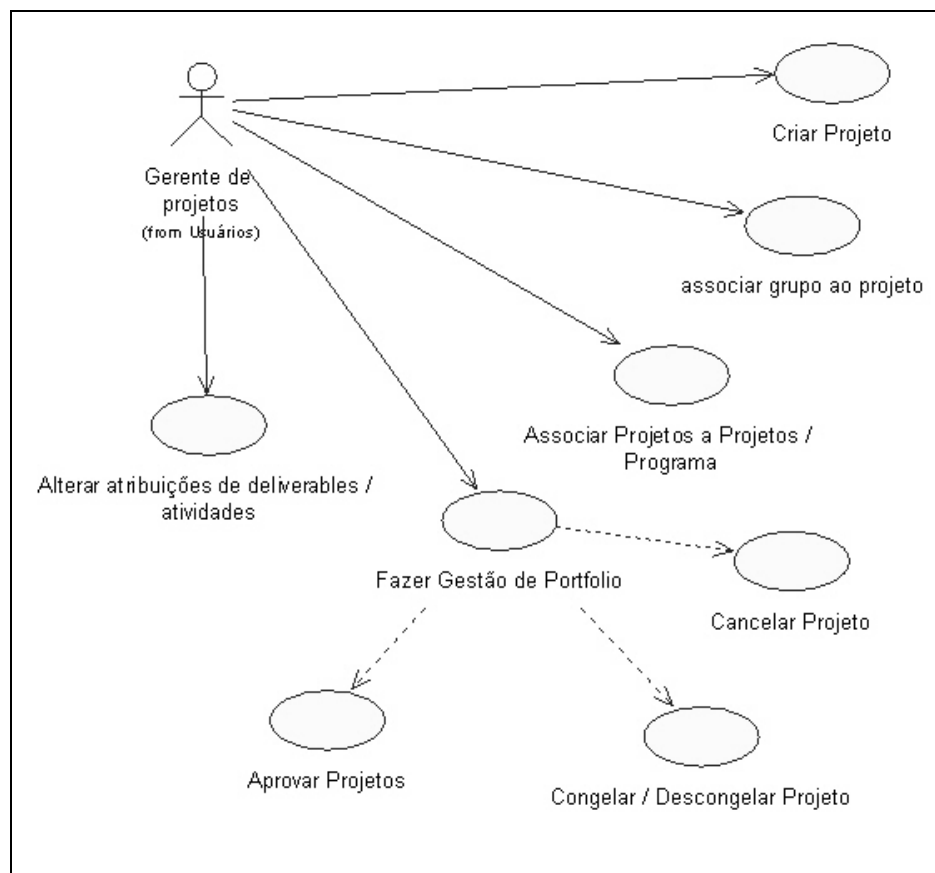 Criar Projeto
Gerente de
projetos
(from Usuários)
associar grupo ao projeto
Associar Projetos a Projetos /
Programa
Alterar atribuições de deliverables /
atividades
Fazer Gestão de Portfolio
Cancelar Projeto
Aprovar Projetos
Congelar / Descongelar Projeto